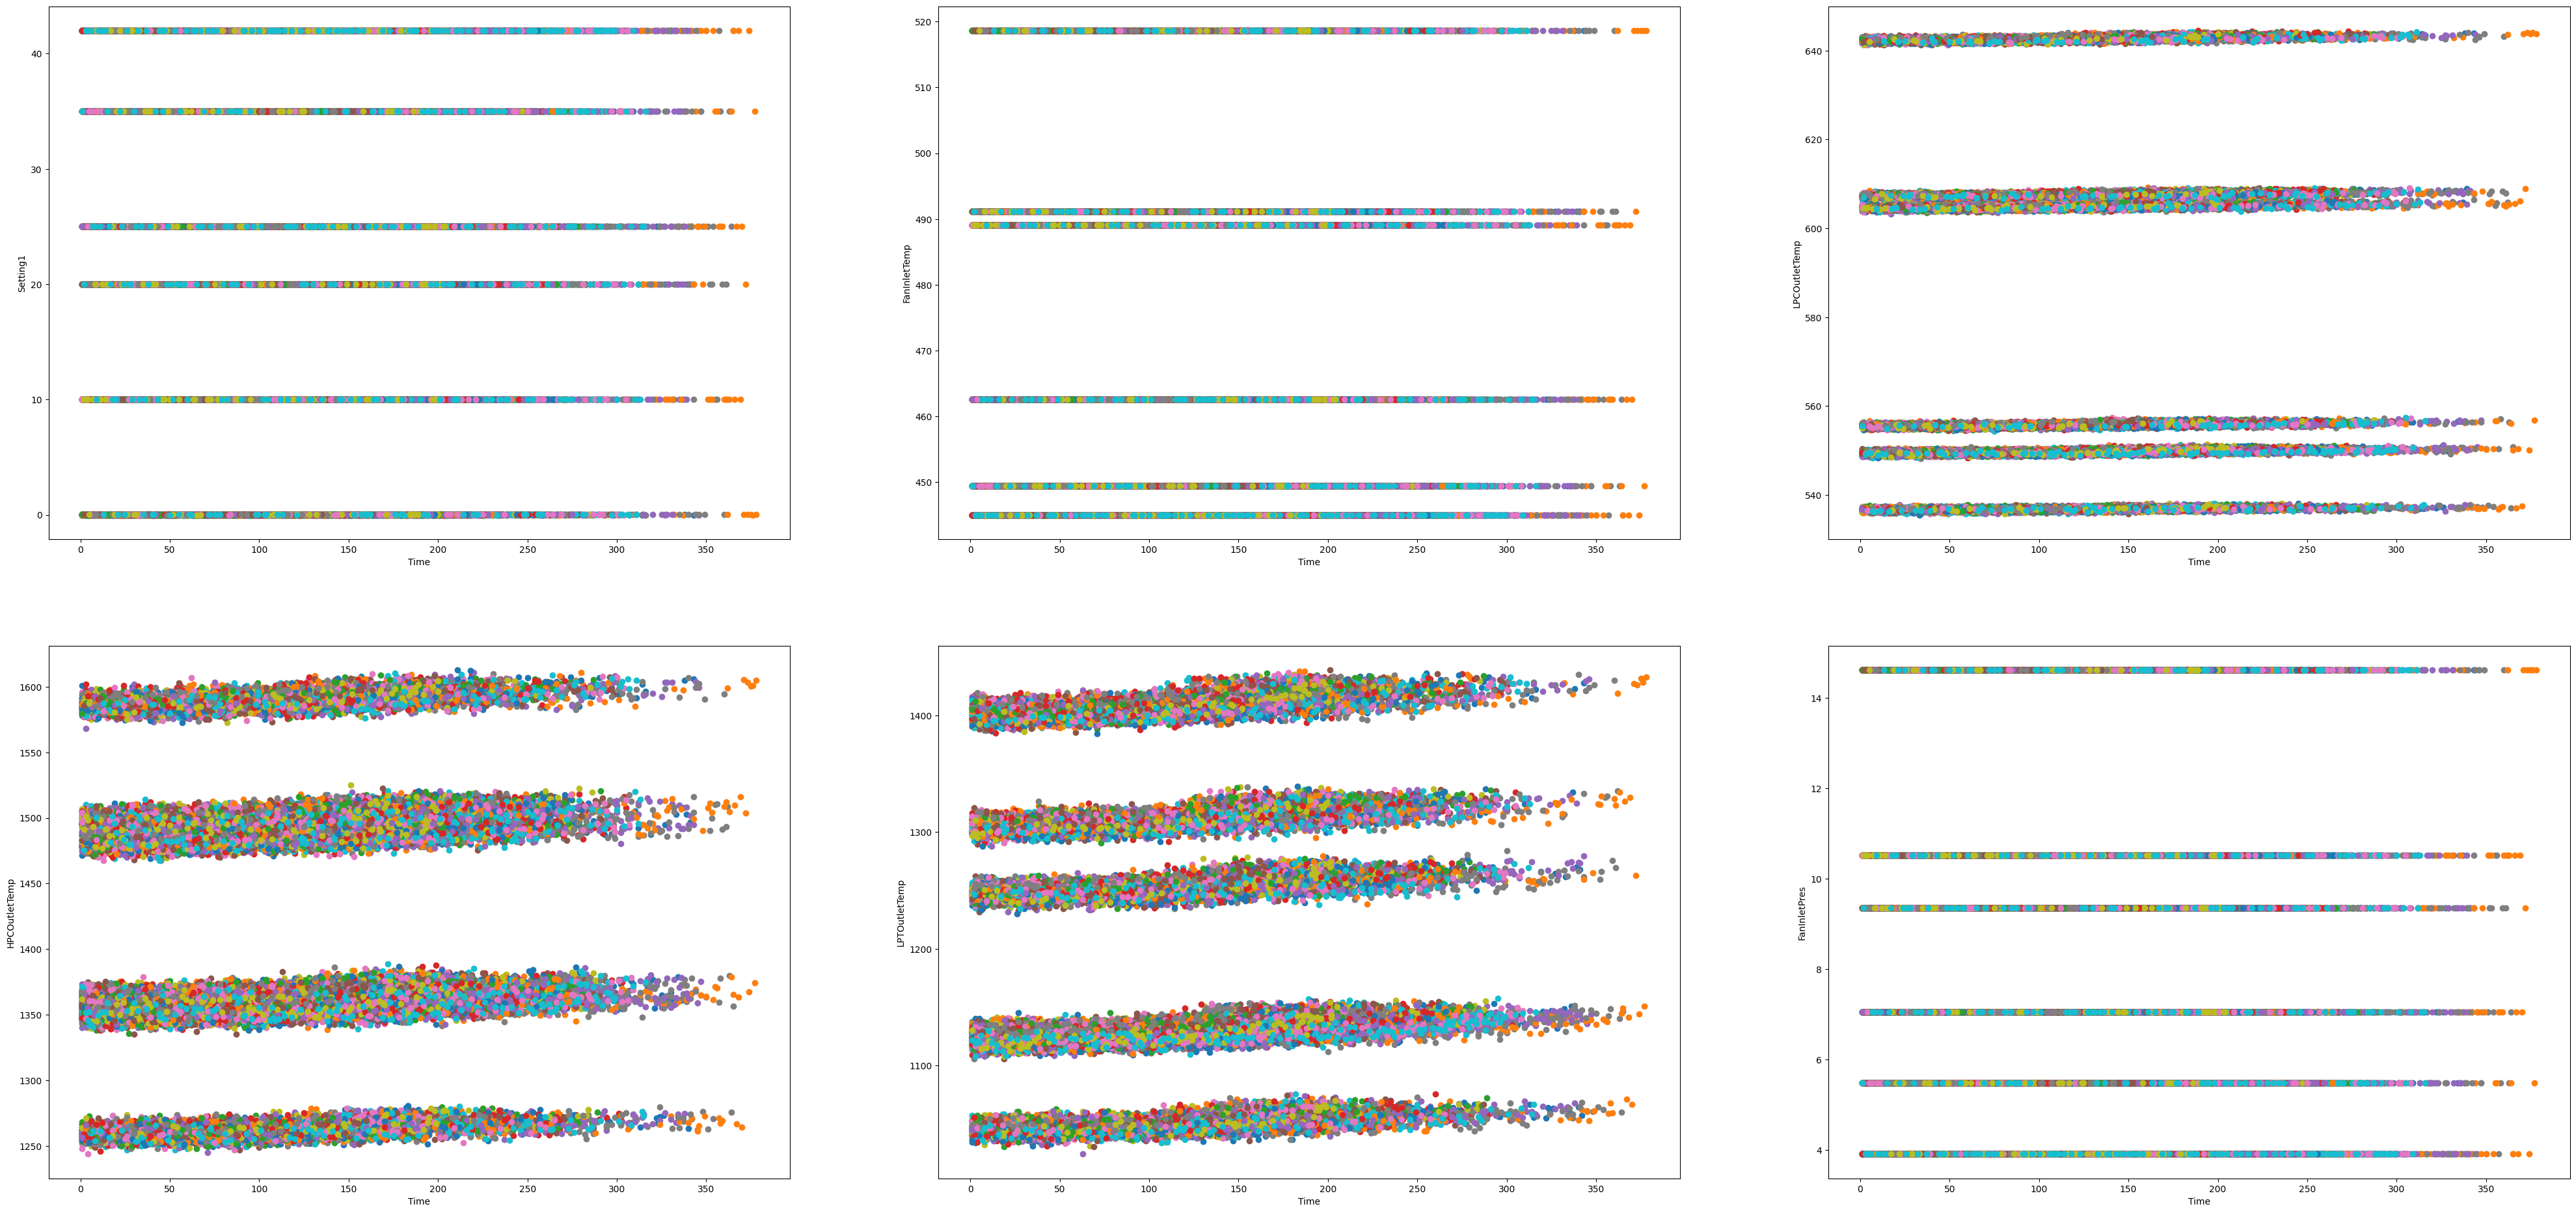 40
30
20
10
0
Setting1
0 50 100 150 200 250 300 350
Time
520
510
500
490
480
470
460
450
FanInletTemp
0 50 100 150 200 250 300 350
Time
640
620
600
580
560
540
LPCOutletTemp
0 50 100 150 200 250 300 350
Time
1600
1550
1500
1450
1400
1350
1300
1250
HPCOutletTemp
0 50 100 150 200 250 300 350
Time
1400
1300
1200
1100
LPTOutletTemp
0 50 100 150 200 250 300 350
Time
14
12
10
8
6
4
FanInletPres
0 50 100 150 200 250 300 350
Time